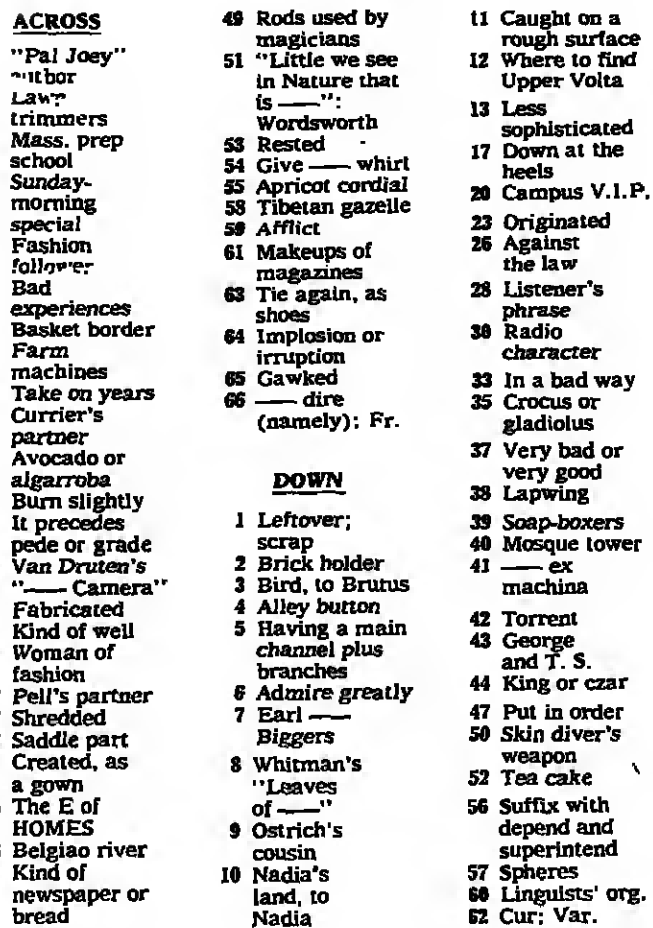 ACROSS
"Pal Joey"
Lawn
trimmers
Mass. prep
school
Sunday-
morning
special
Fashion
follower
Bad
experiences
Basket border
Farm
machines
Take on years
Currier's
partner
Avocado or
algarroba
Burn slightly
It precedes
pede or grade
Van Druten's
"—— Camera"
Fabricated
Kind of well
Woman of
fashion
Pell's partner
Shredded
Saddle part
Created, as
a gown
The E of
HOMES
Belgiao river
Kind of
newspaper or
bread
49 Rods used by
magicians
51 "Little we see
in Nature that
is ——":
Wordsworth
53 Rested
54 Give —— whirl
55 Apricot cordial
58 Tibetan gazelle
59 Afflict
61 Makeups of
magazines
63 Tie again, as
shoes
64 Implosion or
irruption
65 Gawked
66 —— dire
(namely): Fr.
DOWN
1 Leftover;
scrap
2 Brick holder
3 Bird, to Brutus
4 Alley button
5 Having a main
channel plus
branches
6 Admire greatly
7 Earl ——
Biggers
8 Whitman's
"Leaves
of ——"
9 Ostrich's
cousin
10 Nadia's
land, to
Nadia
11 Caught on a
rough surface
12 Where to find
Upper Volta
13 Less
sophisticated
17 Down at the
heels
20 Campus V.I.P.
23 Originated
26 Against
the law
28 Listener's
phrase
30 Radio
character
33 In a bad way
35 Crocus or
gladiolus
37 Very bad or
very good
38 Lapwing
39 Soap-boxers
40 Mosque tower
41 —— ex
machina
42 Torrent
43 George
and T. S.
44 King or czar
47 Put in order
50 Skin diver's
weapon
52 Tea cake
56 Suffix with
depend and
superintend
57 Spheres
60 Linguists' org.
62 Cur: Var.